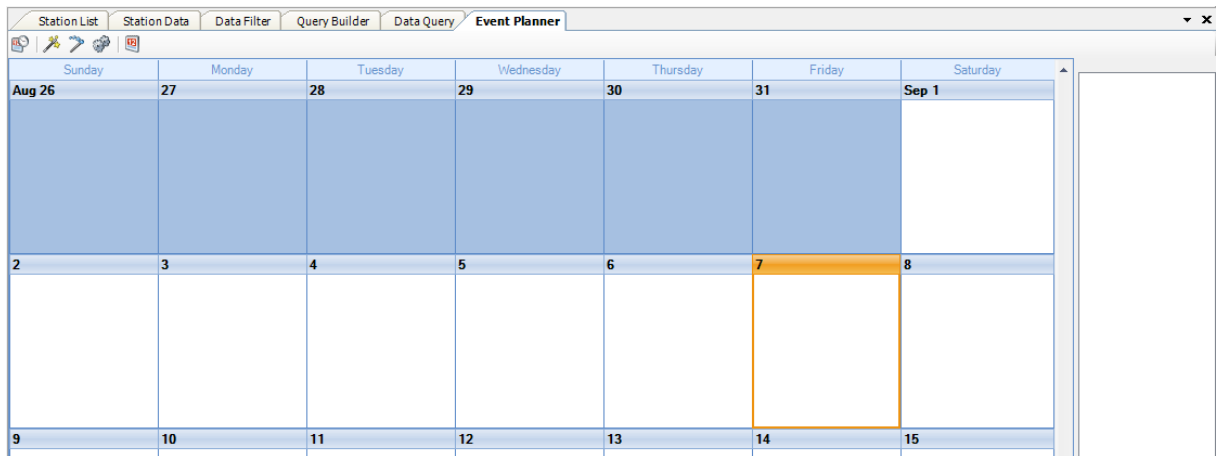 Station List Station Data Data Filter Query Builder Data Query Event Planner
Sunday Monday Tuesday Wednesday Thursday Friday Saturday
Aug 26 27 28 29 30 31 Sep 1
2 3 4 5 6 7 8
9 10 11 12 13 14 15